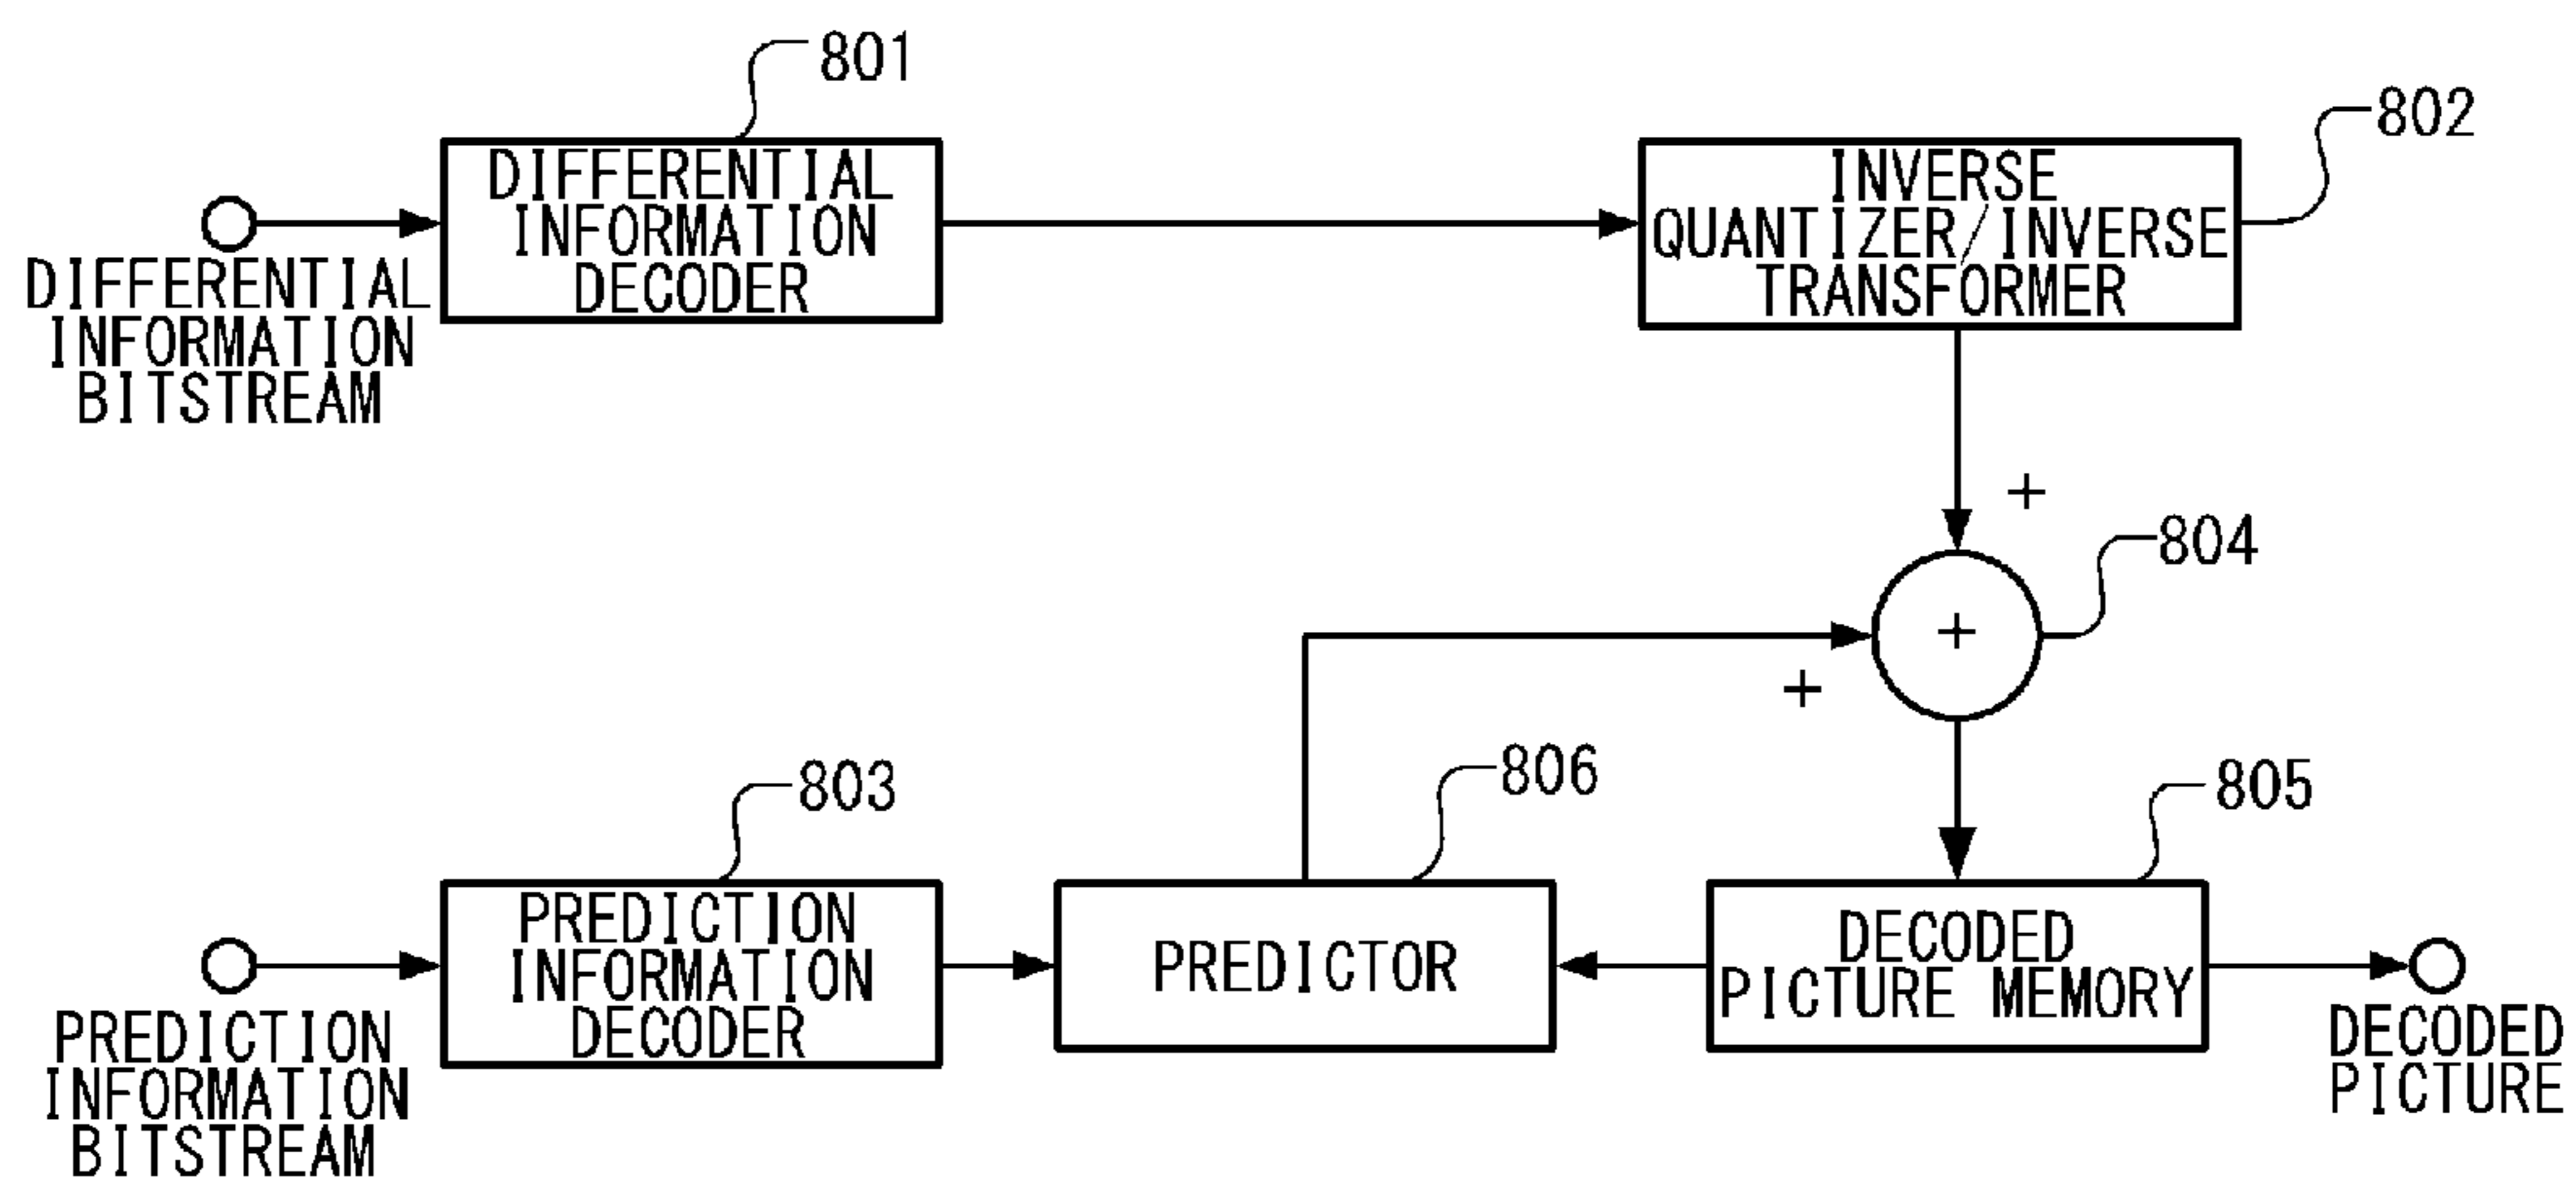 801
802
DIFFERENTIAL
INFORMATION
DECODER
INVERSE
QUANTIZER/INVERSE
TRANSFORMER
DIFFERENTIAL
INFORMATION
BITSTREAM
+
804
+
+
803
806
805
PREDICTION
INFORMATION
DECODER
PREDICTOR
DECODED
PICTURE MEMORY
PREDICTION
INFORMATION
BITSTREAM
DECODED
PICTURE